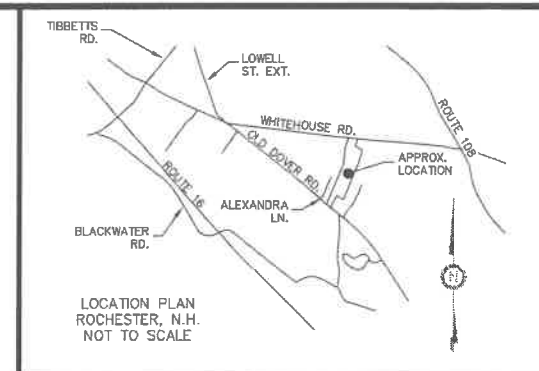 TIBBETTS
RD.
LOWELL
ST. EXT.
WHITEHOUSE RD.
ROUTE 108
OLD DOVER RD.
APPROX.
LOCATION
ROUTE 16
ALEXANDRA
LN.
BLACKWATER
RD.
N
LOCATION PLAN
ROCHESTER, N.H.
NOT TO SCALE